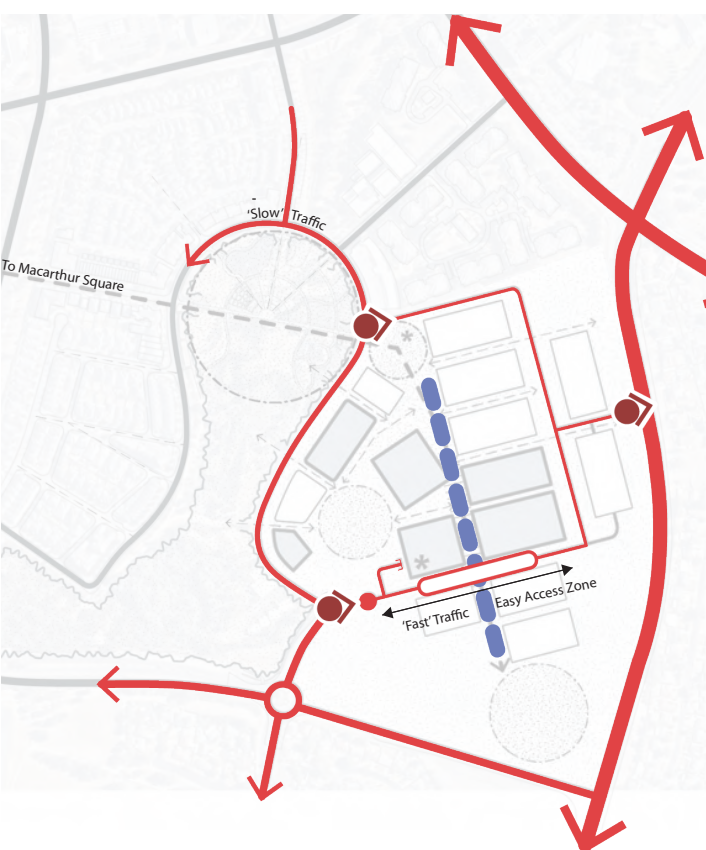 -
'Slow' Traffic
To Macarthur Square
*
*
'Fast' Traffic
Easy Access Zone